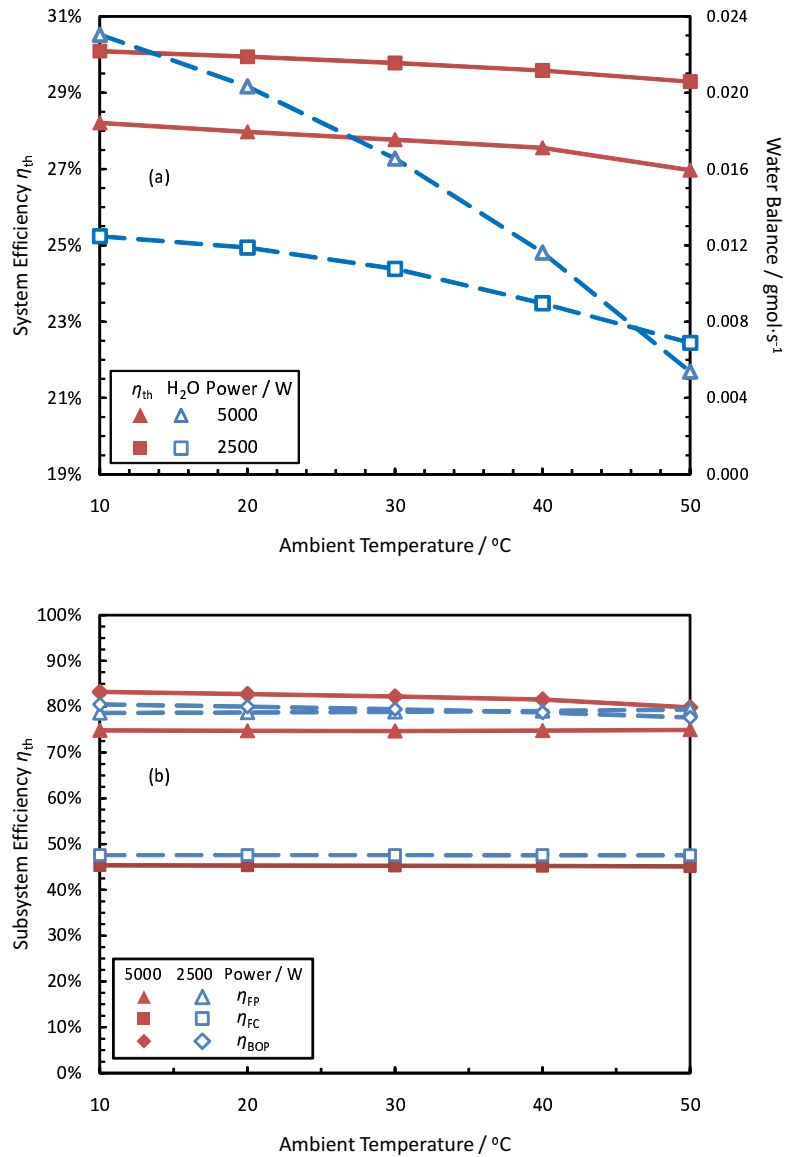 31%
29%
27%
25%
23%
21%
19%
System Efficiency ηth
0.024
0.020
0.016
0.012
0.008
0.004
0.000
Water Balance / gmol·s-1
(a)
ηth H2O Power / W
5000
2500
10 20 30 40 50
Ambient Temperature / ºC
100%
90%
80%
70%
60%
50%
40%
30%
20%
10%
0%
Subsystem Efficiency ηth
(b)
5000 2500 Power / W
ηFP
ηFC
ηBOP
10 20 30 40 50
Ambient Temperature / ºC